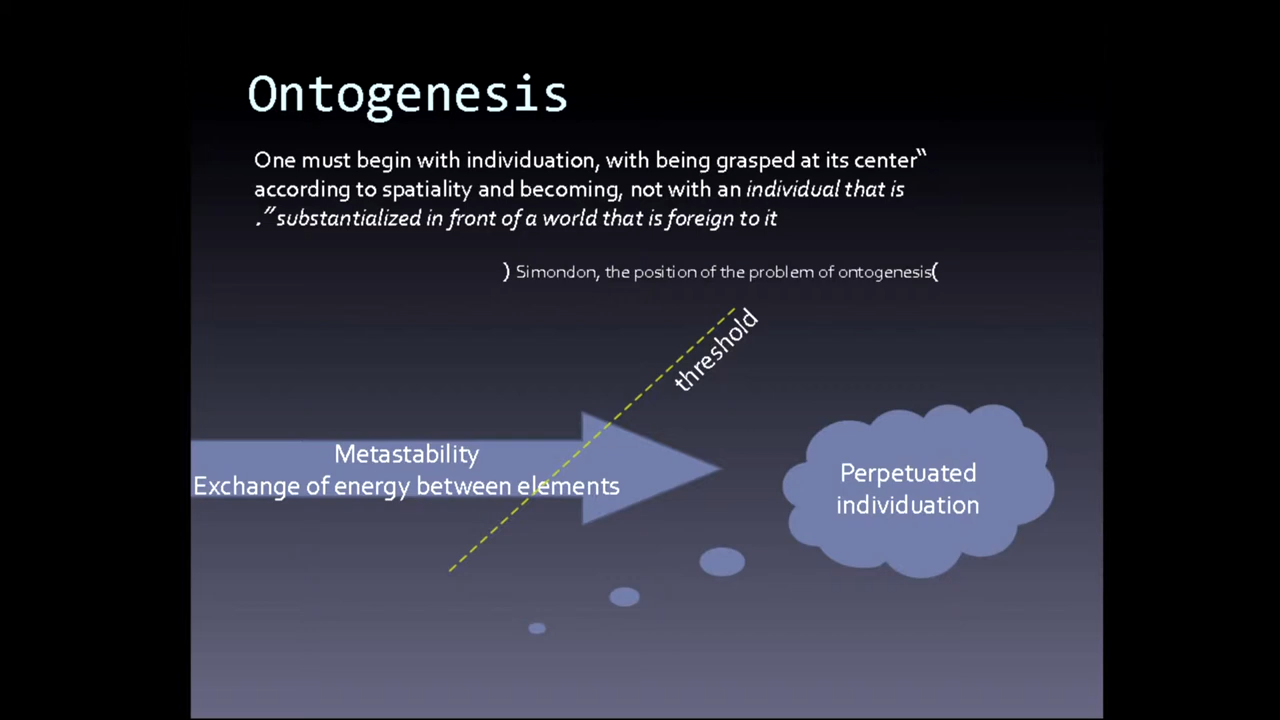 Ontogenesis
One must begin with individuation, with being grasped at its center“
according to spatiality and becoming, not with an individual that is
.”substantialized in front of a world that is foreign to it
) Simondon, the position of the problem of ontogenesis(
threshold
Metastability
Exchange of energy between elements
Perpetuated
individuation